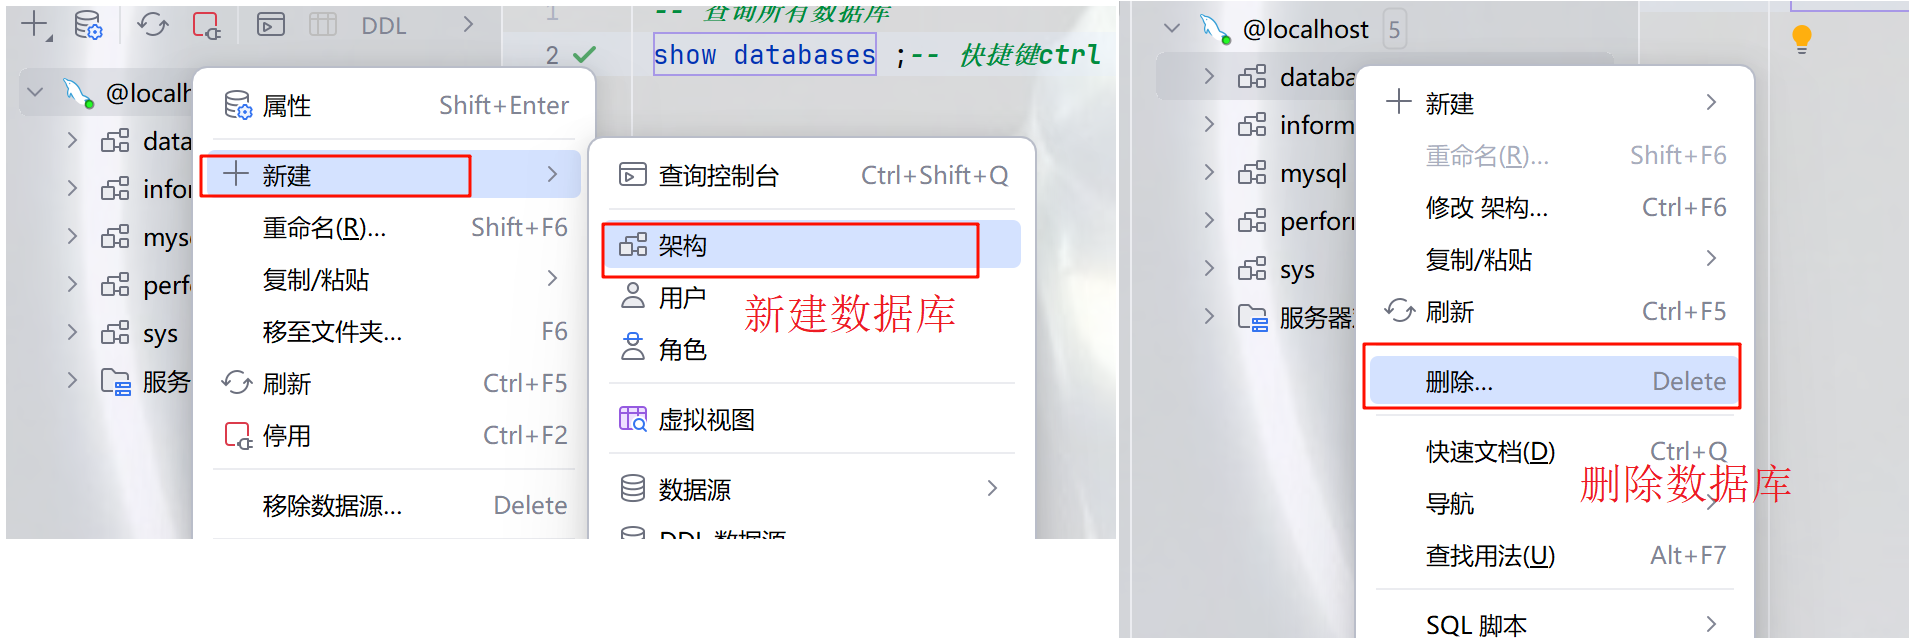 DDL
1
-- 查询所有数据库
2
show databases ;-- 快捷键ctrl
@localh
data
infor
mys
perf
sys
服务
属性 Shift+Enter
新建
重命名(R)... Shift+F6
复制/粘贴
移至文件夹... F6
刷新 Ctrl+F5
停用 Ctrl+F2
移除数据源... Delete
查询控制台 Ctrl+Shift+Q
架构
用户
新建数据库
角色
虚拟视图
数据源
DDL 数据源
@localhost 5
databa
inform
mysql
perfor
sys
服务器
新建
重命名(R)... Shift+F6
修改 架构... Ctrl+F6
复制/粘贴
刷新 Ctrl+F5
删除... Delete
快速文档(D) Ctrl+Q
删除数据库
导航
查找用法(U) Alt+F7
SQL 脚本